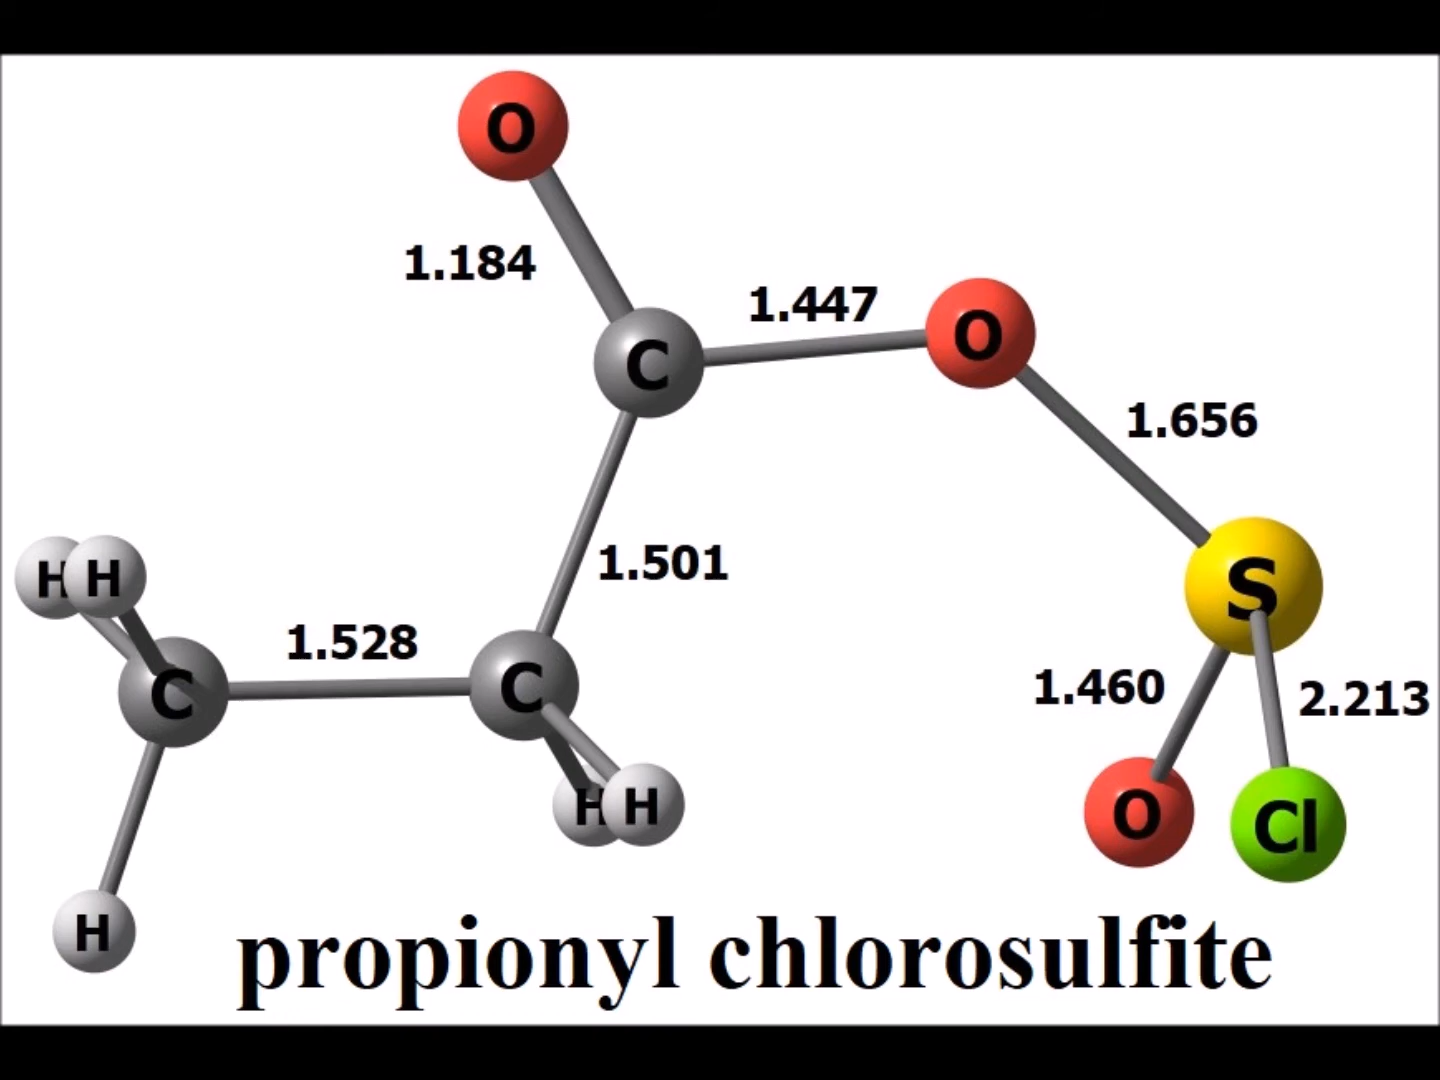 O
1.184
1.447
O
C
1.656
1.501
H H
S
1.528
C
C
1.460
2.213
H H
O
Cl
H
propionyl chlorosulfite